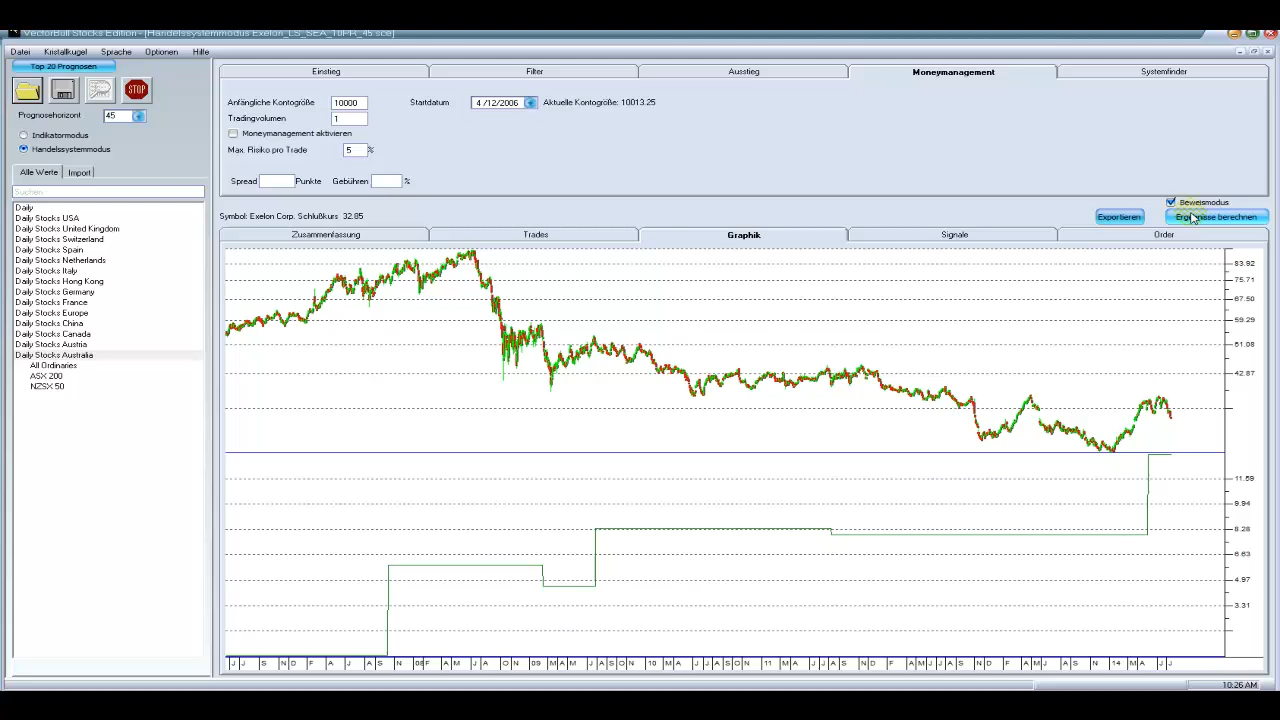 VectorBull Stocks Edition - [Handelssystemmodus Exelon_LS_SEA_10PR_45.sce]
Datei Kristallkugel Sprache Optionen Hilfe
Top 20 Prognosen
STOP
Prognosehorizont 45
Indikatormodus
Handelssystemmodus
Alle Werte Import
Suchen
Daily
Daily Stocks USA
Daily Stocks United Kingdom
Daily Stocks Switzerland
Daily Stocks Spain
Daily Stocks Netherlands
Daily Stocks Italy
Daily Stocks Hong Kong
Daily Stocks Germany
Daily Stocks France
Daily Stocks Europe
Daily Stocks China
Daily Stocks Canada
Daily Stocks Austria
Daily Stocks Australia
All Ordinaries
ASX 200
NZSX 50
Einstieg Filter Ausstieg Moneymanagement Systemfinder
Anfängliche Kontogröße 10000 Startdatum 4 /12/2006 Aktuelle Kontogröße: 10013.25
Tradingvolumen 1
Moneymanagement aktivieren
Max. Risiko pro Trade 5 %
Spread Punkte Gebühren %
Beweismodus
Symbol: Exelon Corp. Schlußkurs 32.85 Exportieren Ergebnisse berechnen
Zusammenfassung Trades Graphik Signale Order
83.92
75.71
67.50
59.29
51.08
42.87
11.59
9.94
8.28
6.63
4.97
3.31
J J S N D F A J A S N 08 F A M J A O N 09 M A M J A S O N 10 M A J J A S O N 11 M A J J A S N D F A M J J A S D J F A M J A S N 14 M A J J
10:26 AM